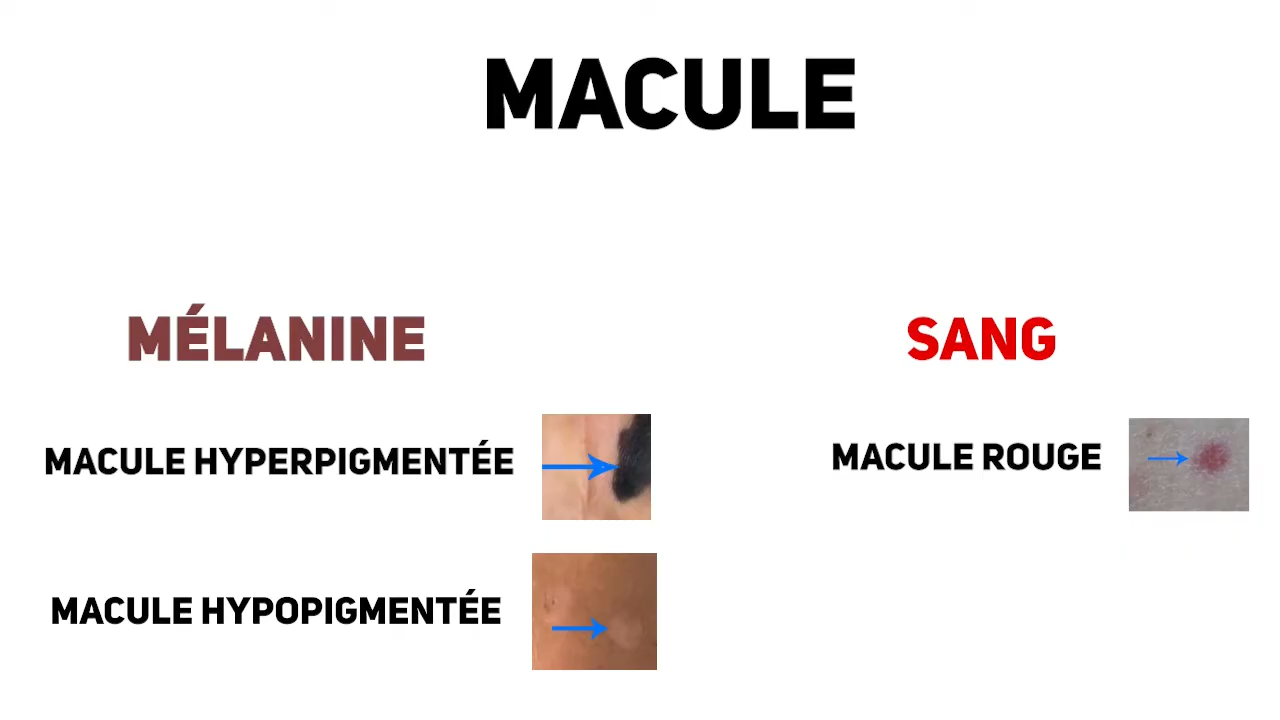 MACULE
MÉLANINE
SANG
MACULE HYPERPIGMENTÉE
MACULE ROUGE
MACULE HYPOPIGMENTÉE